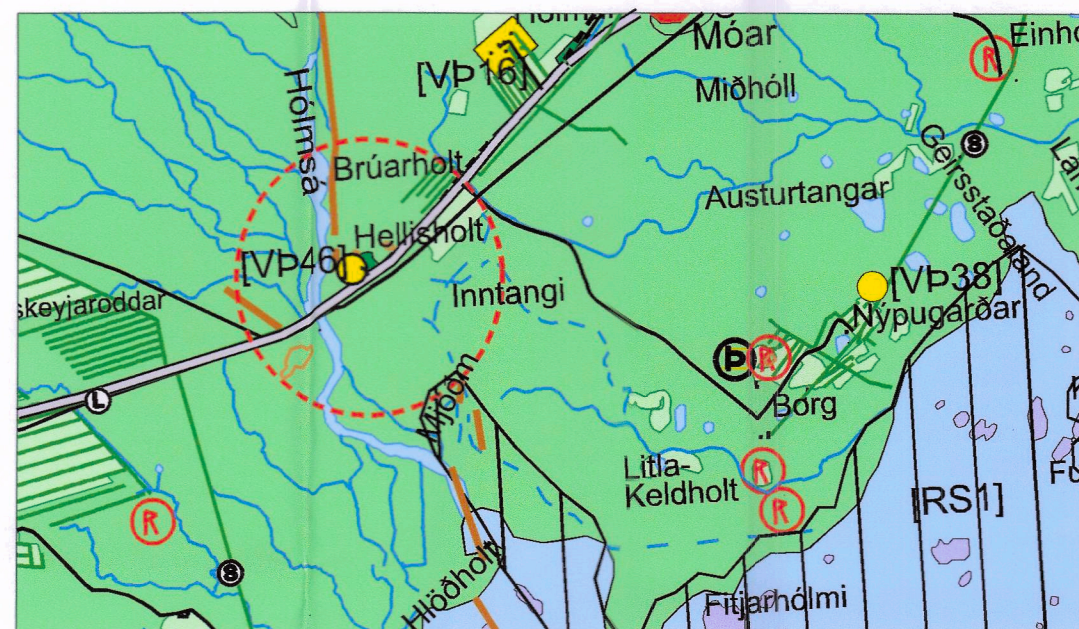 Móar
Einho
[VÞ16]
Miðhóll
Hólmsá
Brúarholt
Geirsstaðaland
S
Austurtangar
Hellisholt
[VÞ46]
[VÞ38]
Inntangi
skeyjaroddar
Nýpugarðar
Þ
R
R
Borg
L
Mjóöm
Litla-
Keldholt
R
R
R
[RS1]
S
Hlöðholt
Fitjarhólmi